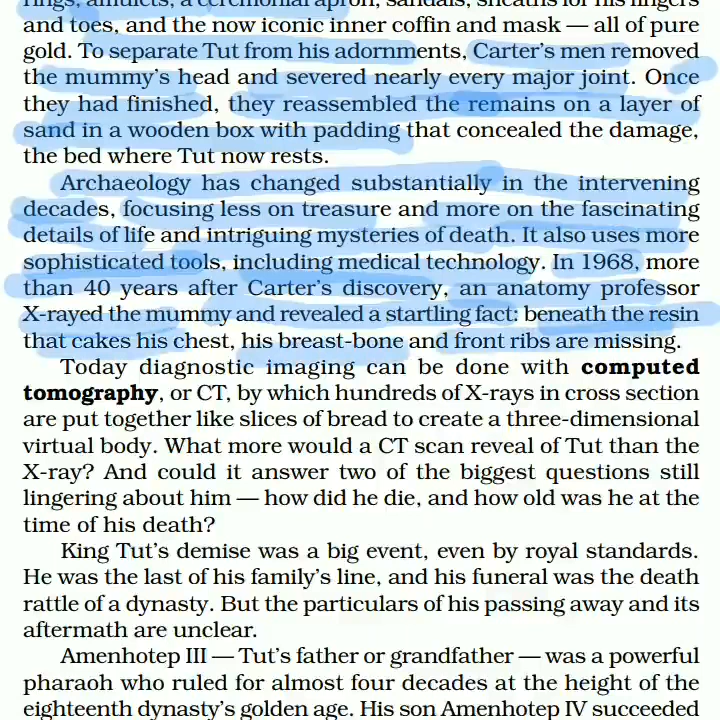 rings, amulets, a ceremonial apron, sandals, sheaths for his fingers
and toes, and the now iconic inner coffin and mask — all of pure
gold. To separate Tut from his adornments, Carter's men removed
the mummy's head and severed nearly every major joint. Once
they had finished, they reassembled the remains on a layer of
sand in a wooden box with padding that concealed the damage,
the bed where Tut now rests.
Archaeology has changed substantially in the intervening
decades, focusing less on treasure and more on the fascinating
details of life and intriguing mysteries of death. It also uses more
sophisticated tools, including medical technology. In 1968, more
than 40 years after Carter's discovery, an anatomy professor
X-rayed the mummy and revealed a startling fact: beneath the resin
that cakes his chest, his breast-bone and front ribs are missing.
Today diagnostic imaging can be done with computed
tomography, or CT, by which hundreds of X-rays in cross section
are put together like slices of bread to create a three-dimensional
virtual body. What more would a CT scan reveal of Tut than the
X-ray? And could it answer two of the biggest questions still
lingering about him — how did he die, and how old was he at the
time of his death?
King Tut's demise was a big event, even by royal standards.
He was the last of his family's line, and his funeral was the death
rattle of a dynasty. But the particulars of his passing away and its
aftermath are unclear.
Amenhotep III — Tut's father or grandfather — was a powerful
pharaoh who ruled for almost four decades at the height of the
eighteenth dynasty's golden age. His son Amenhotep IV succeeded